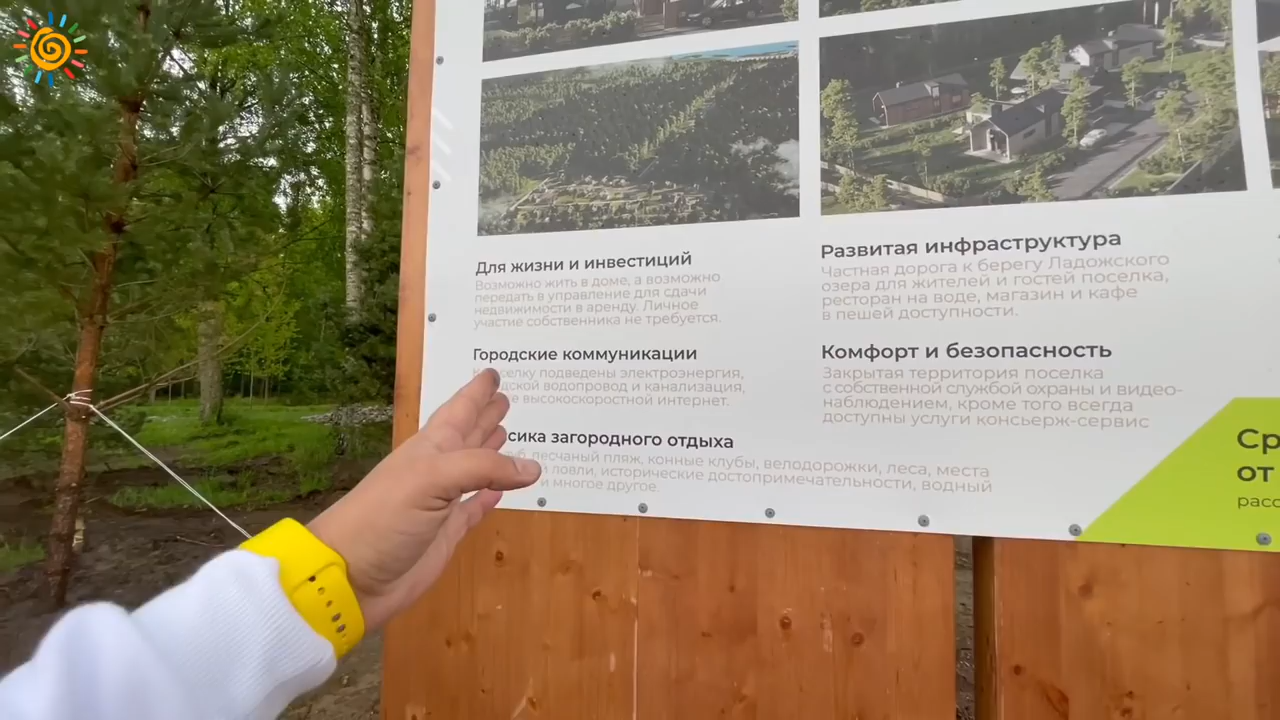 Для жизни и инвестиций
Возможно жить в доме, а возможно
передать в управление для сдачи
недвижимости в аренду. Личное
участие собственника не требуется.
Городские коммуникации
подведены электроэнергия,
водопровод и канализация,
высокоскоростной интернет.
загородного отдыха
песчаный пляж, конные клубы, велодорожки, леса, места
ловли, исторические достопримечательности, водный
и многое другое.
Развитая инфраструктура
Частная дорога к берегу Ладожского
озера для жителей и гостей поселка,
ресторан на воде, магазин и кафе
в пешей доступности.
Комфорт и безопасность
Закрытая территория поселка
с собственной службой охраны и видео-
наблюдением, кроме того всегда
доступны услуги консьерж-сервис
от